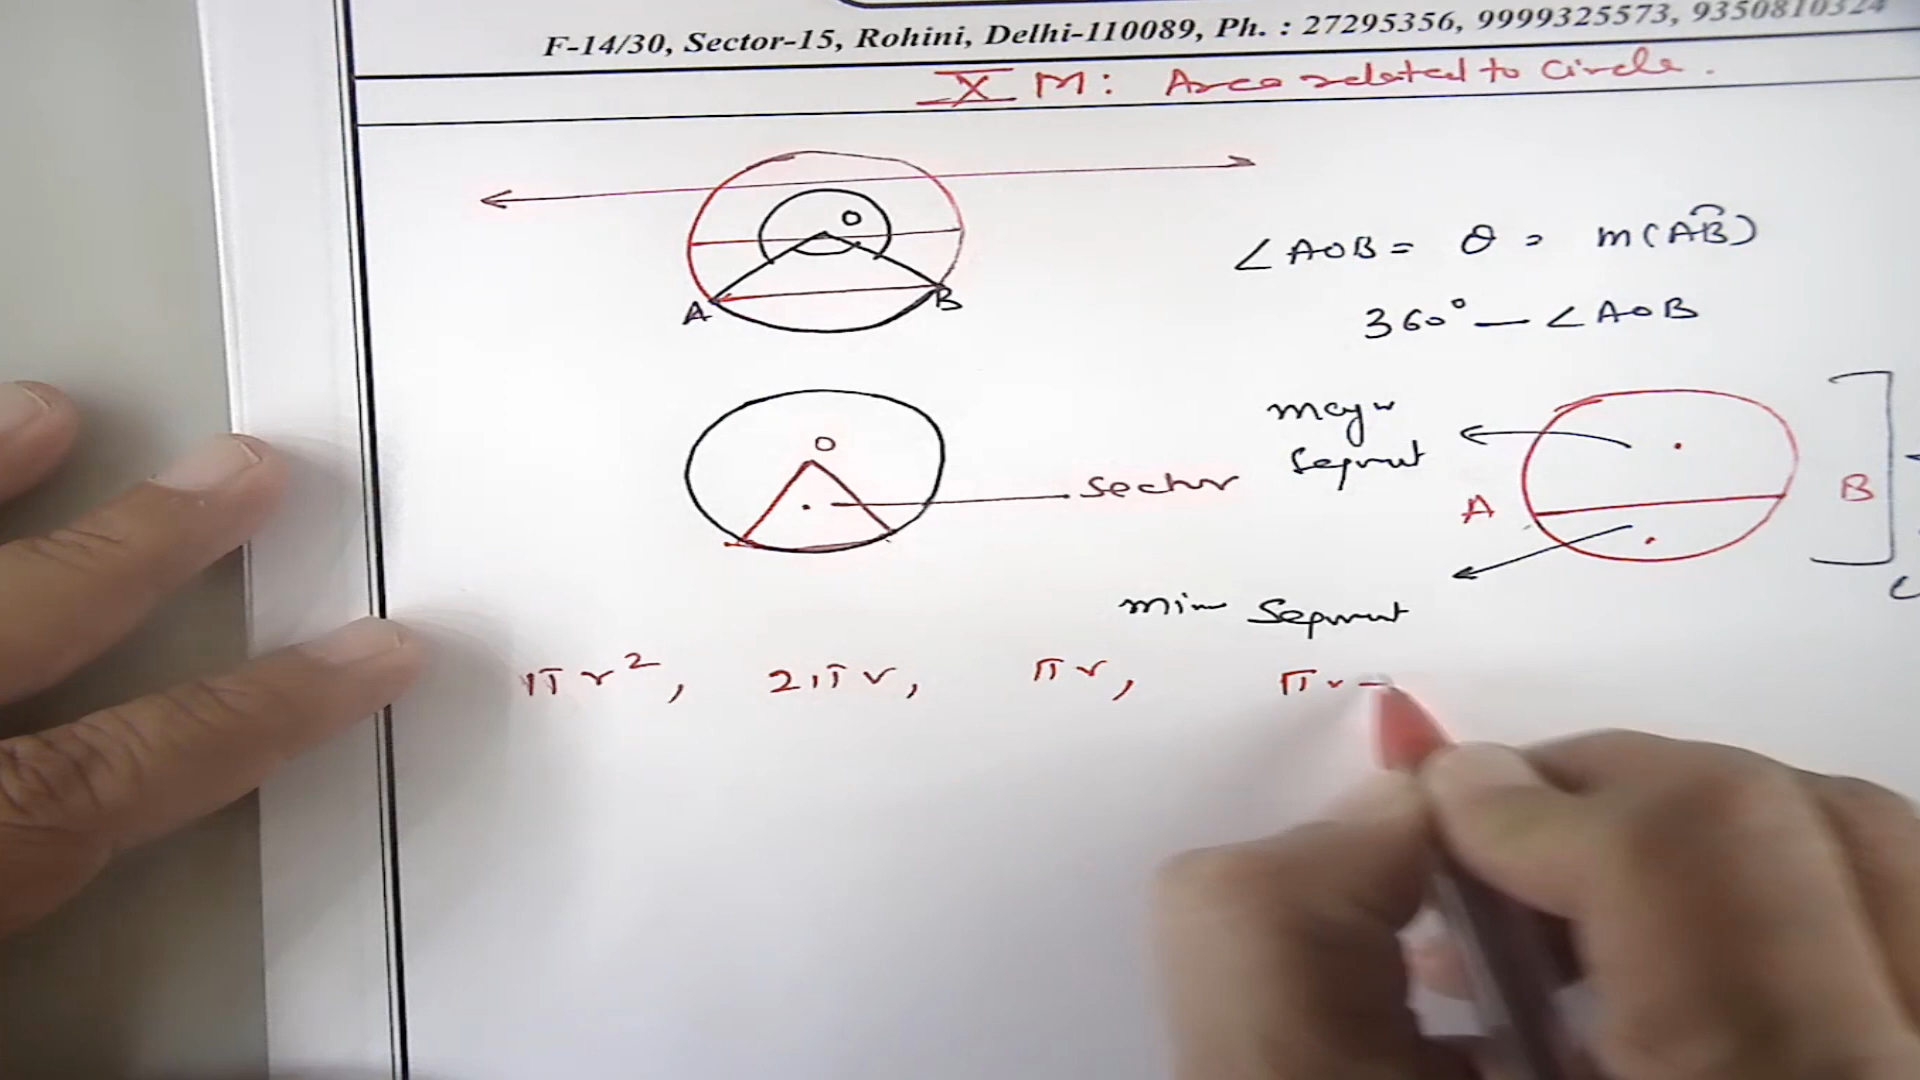 F-14/30, Sector-15, Rohini, Delhi-110089, Ph. : 27295356, 9999325573, 9350810324
X M: Area related to Circle.
O
A B
∠AOB = θ = m(A͡B)
360° — ∠AOB
O
Sector
Major
Segment
A B
Minor Segment
πr², 2πr, πr, πr